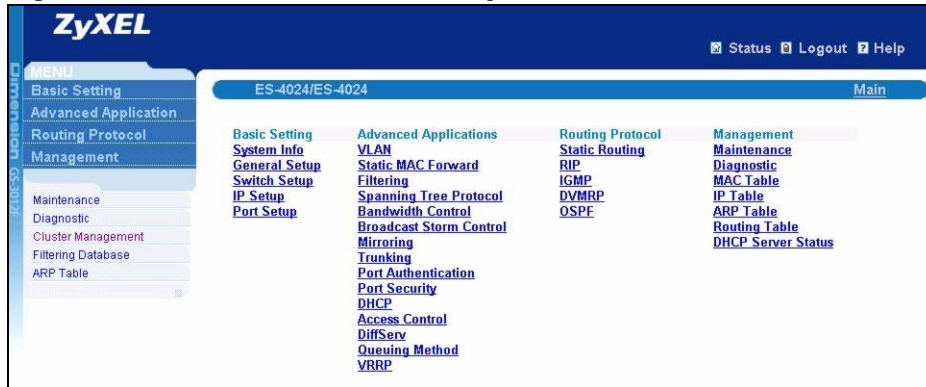 ZyXEL
Status Logout Help
MENU
Basic Setting
Advanced Application
Routing Protocol
Management
Maintenance
Diagnostic
Cluster Management
Filtering Database
ARP Table
Dimension GS-3012F
ES-4024/ES-4024 Main
Basic Setting
System Info
General Setup
Switch Setup
IP Setup
Port Setup
Advanced Applications
VLAN
Static MAC Forward
Filtering
Spanning Tree Protocol
Bandwidth Control
Broadcast Storm Control
Mirroring
Trunking
Port Authentication
Port Security
DHCP
Access Control
DiffServ
Queuing Method
VRRP
Routing Protocol
Static Routing
RIP
IGMP
DVMRP
OSPF
Management
Maintenance
Diagnostic
MAC Table
IP Table
ARP Table
Routing Table
DHCP Server Status